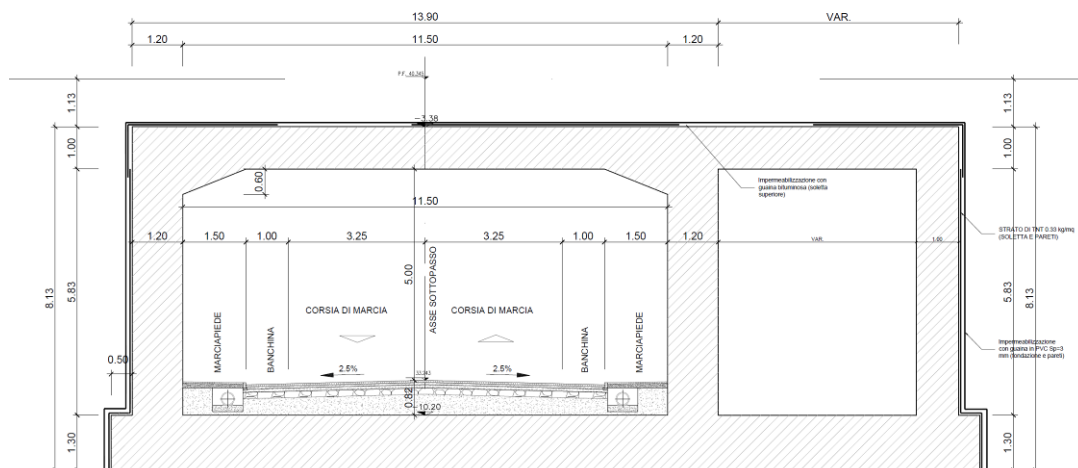 13.90
VAR.
1.20
11.50
1.20
P.F. 40.345
1.13
1.13
-3.38
1.00
1.00
0.60
Impermeabilizzazione con
guaina bituminosa (soletta
superiore)
11.50
1.20
1.50
1.00
3.25
3.25
1.00
1.50
1.20
VAR.
1.00
STRATO DI TNT 0.33 kg/mq
(SOLETTA E PARETI)
8.13
5.83
5.00
ASSE SOTTOPASSO
5.83
8.13
CORSIA DI MARCIA
CORSIA DI MARCIA
MARCIAPIEDE
BANCHINA
BANCHINA
MARCIAPIEDE
Impermeabilizzazione
con guaina in PVC Sp=3
mm (fondazione e pareti)
0.50
2.5%
2.5%
0.82
-10.20
1.30
1.30